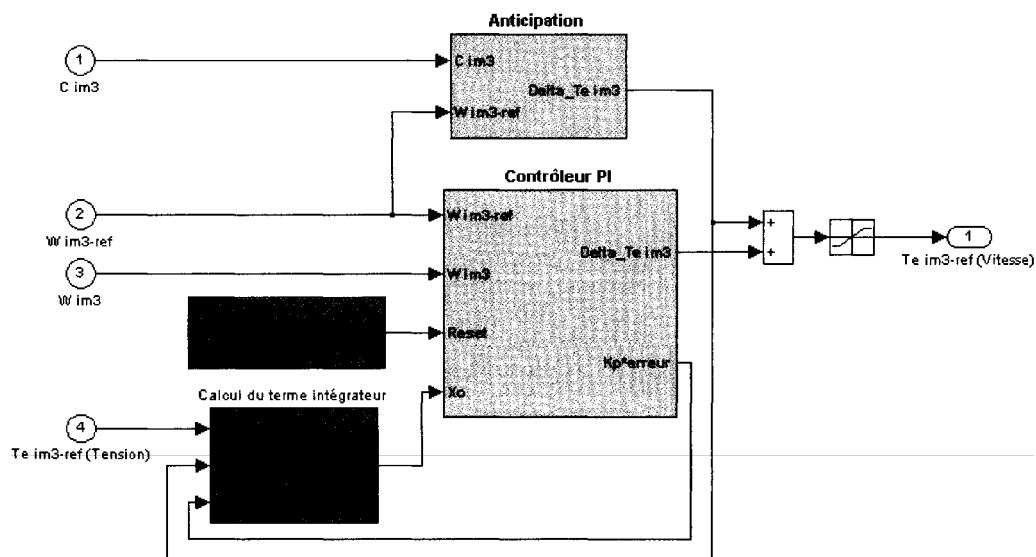 Anticipation
1
C im3
C im3
Delta_Te im3
W im3-ref
Contrôleur PI
2
W im3-ref
W im3-ref
+
1
Te im3-ref (Vitesse)
Delta_Te im3
+
3
W im3
W im3
Reset
Kp*erreur
Calcul du terme intégrateur
Xo
4
Te im3-ref (Tension)